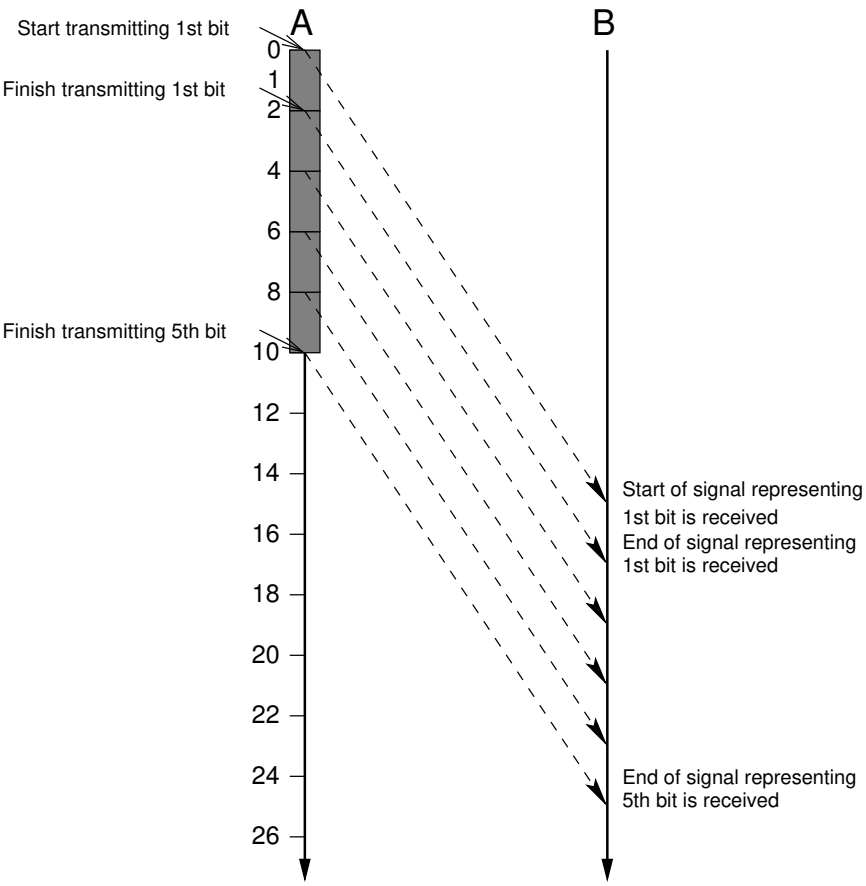 A
B
Start transmitting 1st bit
0
1
Finish transmitting 1st bit
2
4
6
8
Finish transmitting 5th bit
10
12
14
Start of signal representing
1st bit is received
16
End of signal representing
1st bit is received
18
20
22
24
End of signal representing
5th bit is received
26